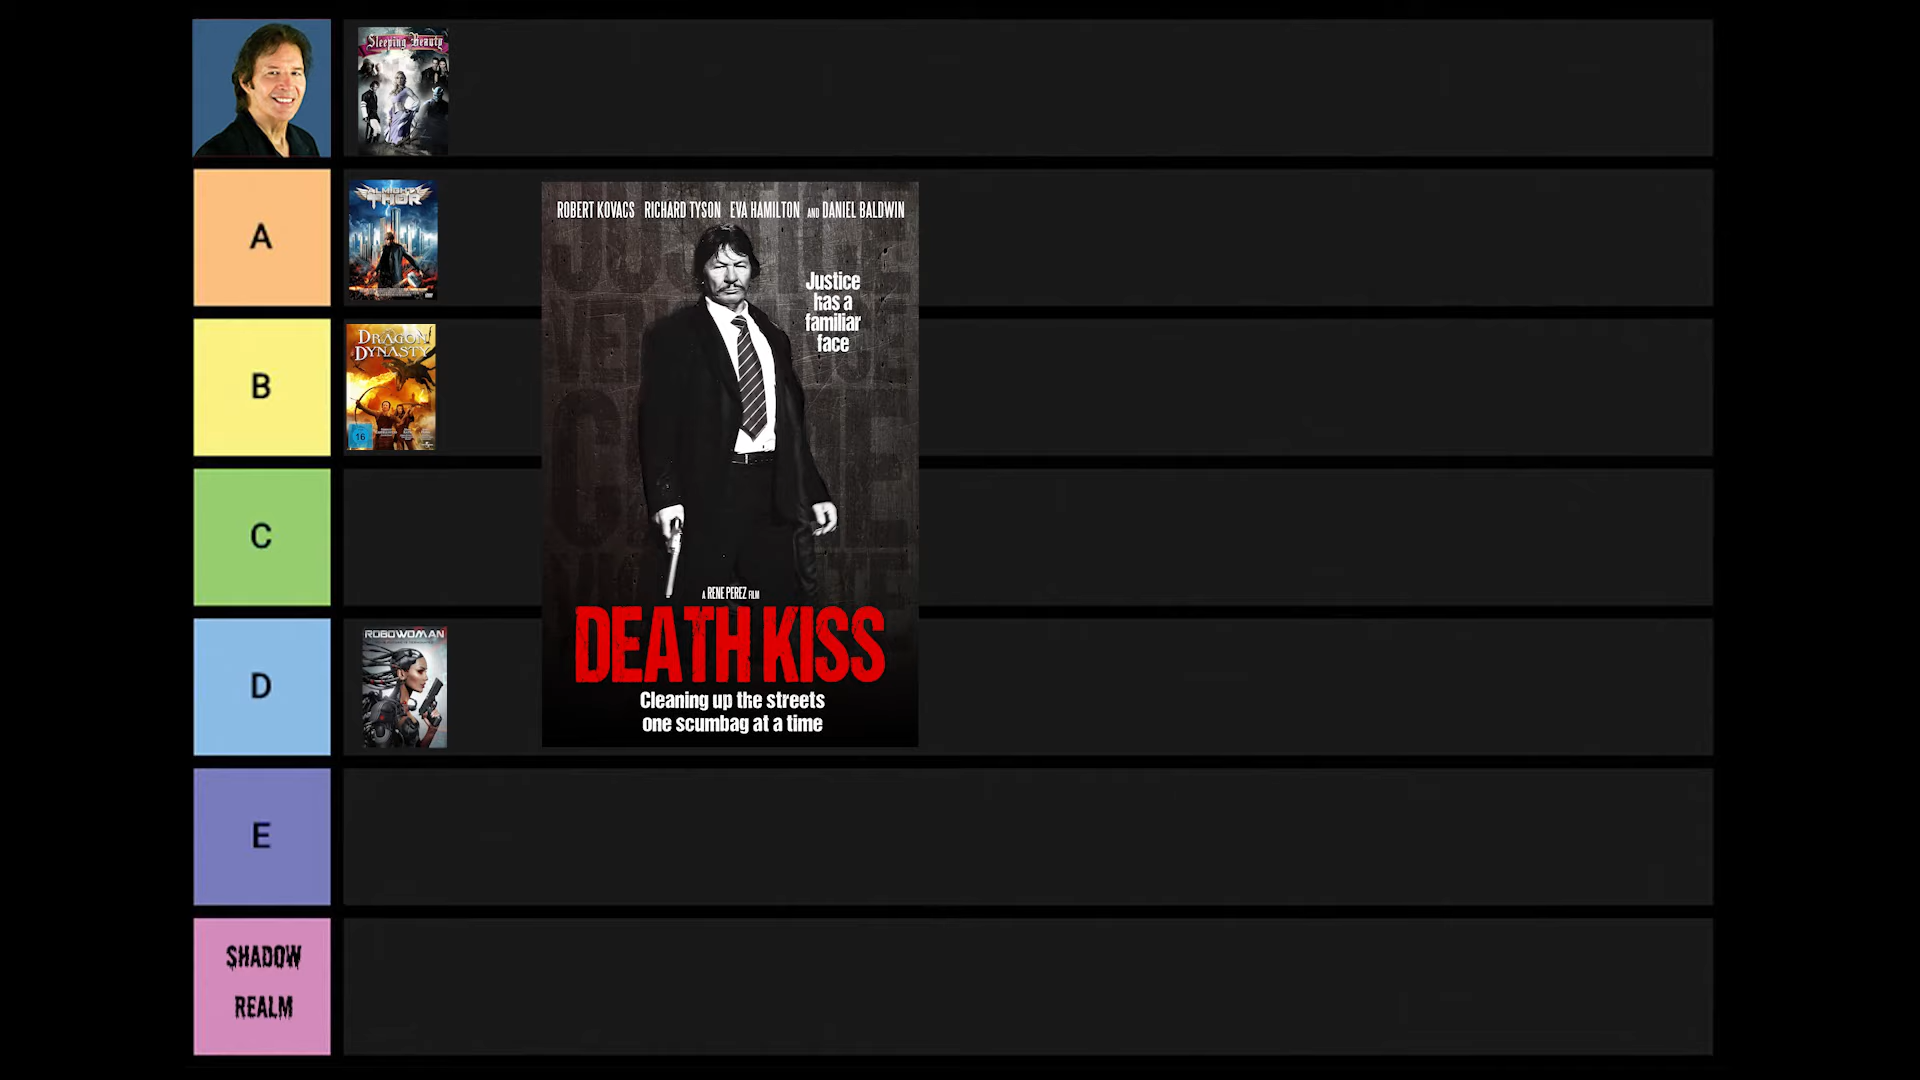 Sleeping Beauty
A
ALMIGHTY
THOR
B
DRAGON
DYNASTY
16
C
D
ROBOWOMAN
E
SHADOW
REALM
ROBERT KOVACS RICHARD TYSON EVA HAMILTON AND DANIEL BALDWIN
Justice
has a
familiar
face
A RENE PEREZ FILM
DEATH KISS
Cleaning up the streets
one scumbag at a time